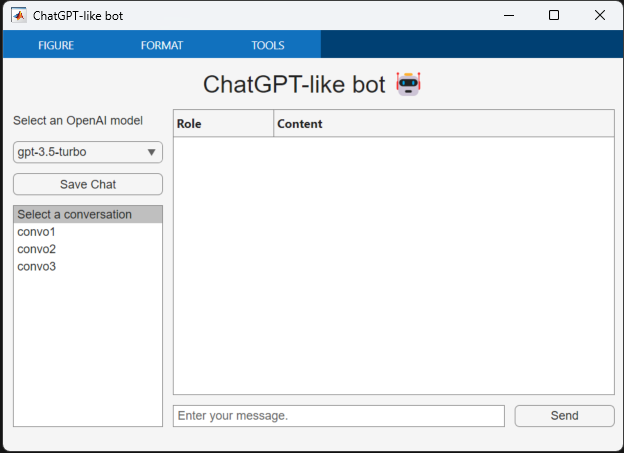 ChatGPT-like bot
FIGURE FORMAT TOOLS
ChatGPT-like bot
Select an OpenAI model
gpt-3.5-turbo
Save Chat
Select a conversation
convo1
convo2
convo3
Role Content
Enter your message.
Send